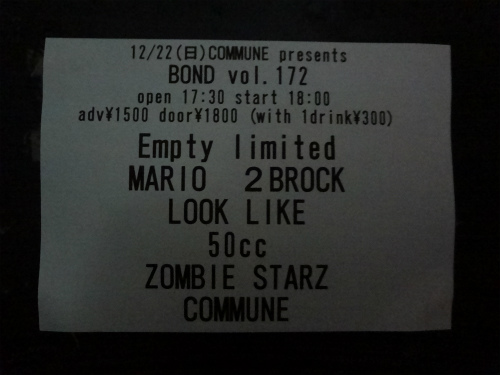 12/22(日)COMMUNE presents
BOND vol.172
open 17:30 start 18:00
adv¥1500 door¥1800 (with 1drink¥300)
Empty limited
MARIO 2BROCK
LOOK LIKE
50cc
ZOMBIE STARZ
COMMUNE